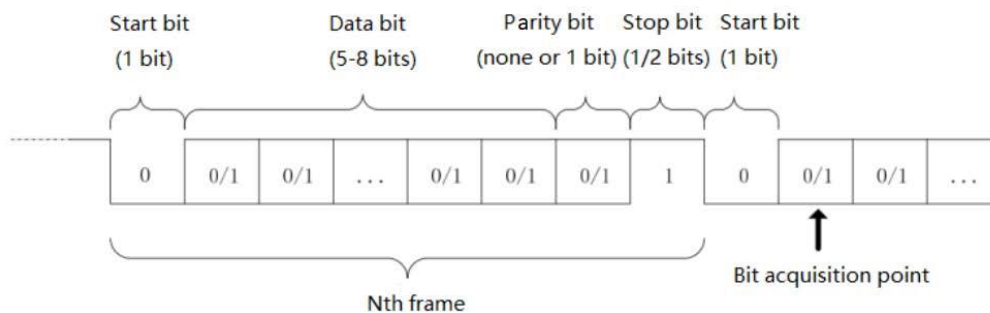 Start bit Data bit Parity bit Stop bit Start bit
(1 bit) (5-8 bits) (none or 1 bit) (1/2 bits) (1 bit)
0 0/1 0/1 ... 0/1 0/1 0/1 1 0 0/1 0/1 ...
Bit acquisition point
Nth frame